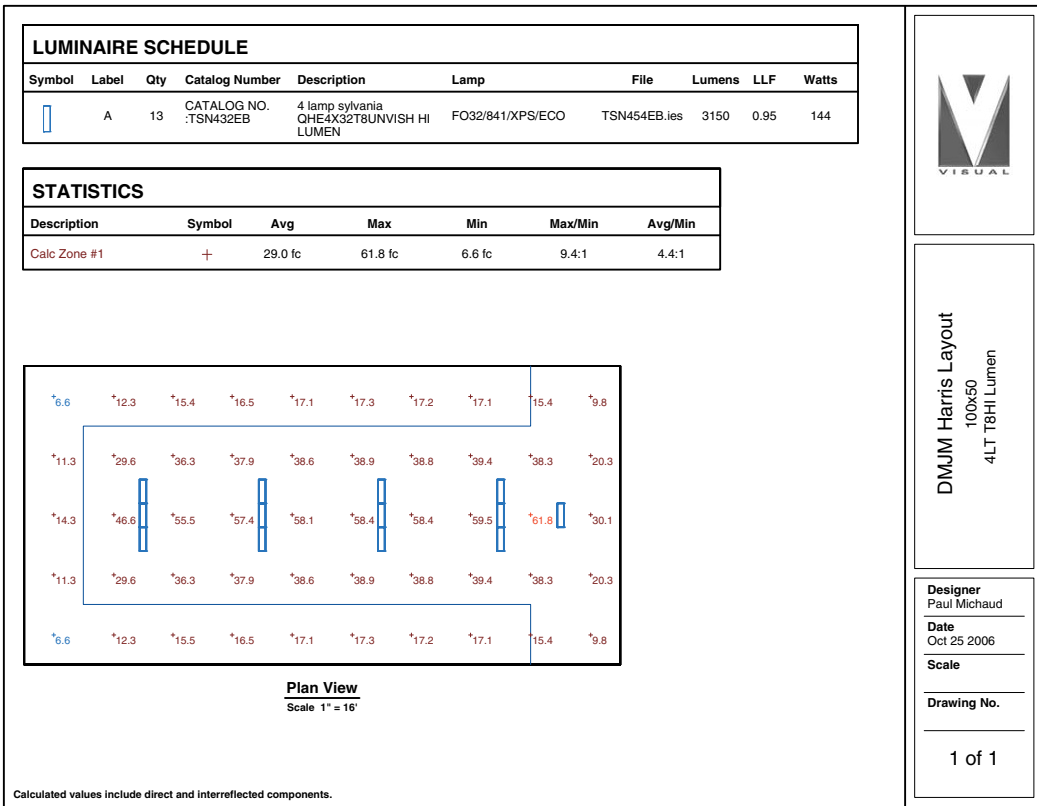 LUMINAIRE SCHEDULE
Symbol Label Qty Catalog Number Description Lamp File Lumens LLF Watts
A 13 CATALOG NO. :TSN432EB 4 lamp sylvania QHE4X32T8UNVISH HI LUMEN FO32/841/XPS/ECO TSN454EB.ies 3150 0.95 144
STATISTICS
Description Symbol Avg Max Min Max/Min Avg/Min
Calc Zone #1 + 29.0 fc 61.8 fc 6.6 fc 9.4:1 4.4:1
+6.6 +12.3 +15.4 +16.5 +17.1 +17.3 +17.2 +17.1 +15.4 +9.8
+11.3 +29.6 +36.3 +37.9 +38.6 +38.9 +38.8 +39.4 +38.3 +20.3
+14.3 +46.6 +55.5 +57.4 +58.1 +58.4 +58.4 +59.5 +61.8 +30.1
+11.3 +29.6 +36.3 +37.9 +38.6 +38.9 +38.8 +39.4 +38.3 +20.3
+6.6 +12.3 +15.5 +16.5 +17.1 +17.3 +17.2 +17.1 +15.4 +9.8
Plan View
Scale 1" = 16'
Calculated values include direct and interreflected components.
VISUAL
DMJM Harris Layout
100x50
4LT T8HI Lumen
Designer
Paul Michaud
Date
Oct 25 2006
Scale
Drawing No.
1 of 1